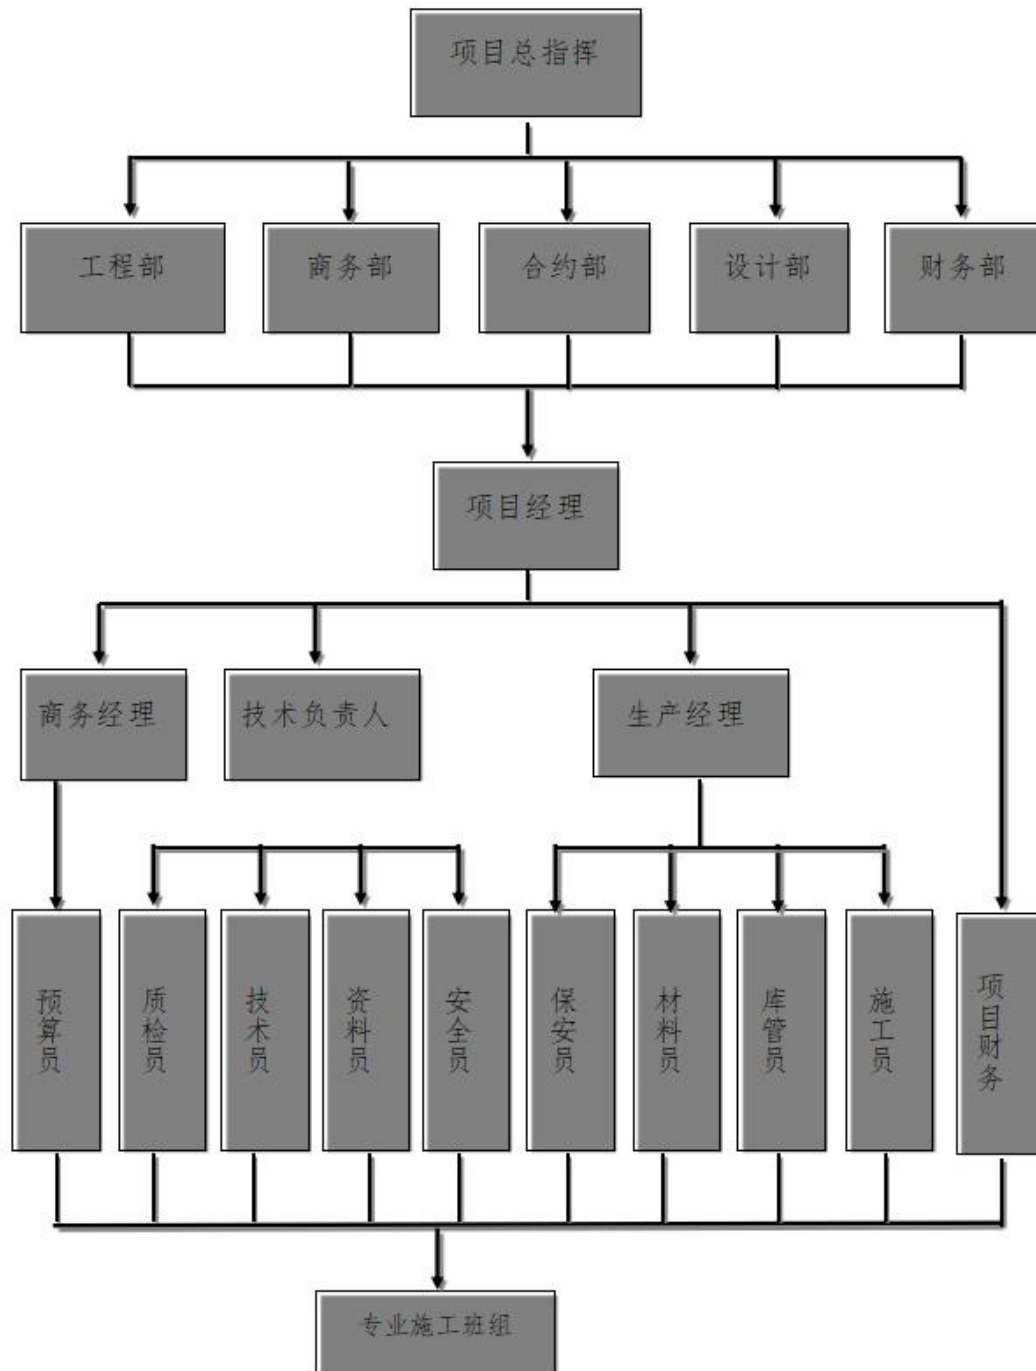 项目总指挥
工程部
商务部
合约部
设计部
财务部
项目经理
商务经理
技术负责人
生产经理
预算员
质检员
技术员
资料员
安全员
保安员
材料员
库管员
施工员
项目财务
专业施工班组